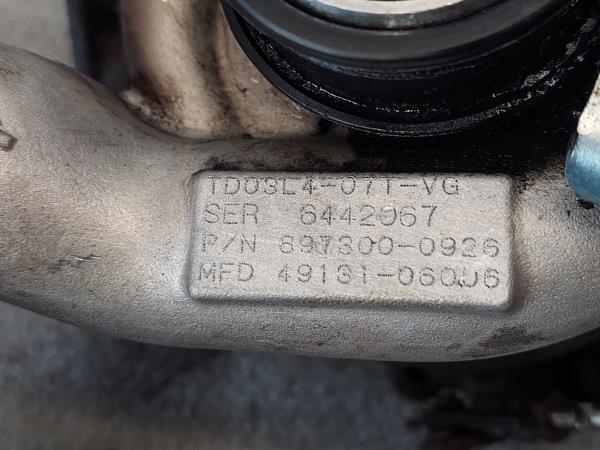 TD03L4-07T-VG
SER 6442067
P/N 897300-0926
MFD 49131-06006